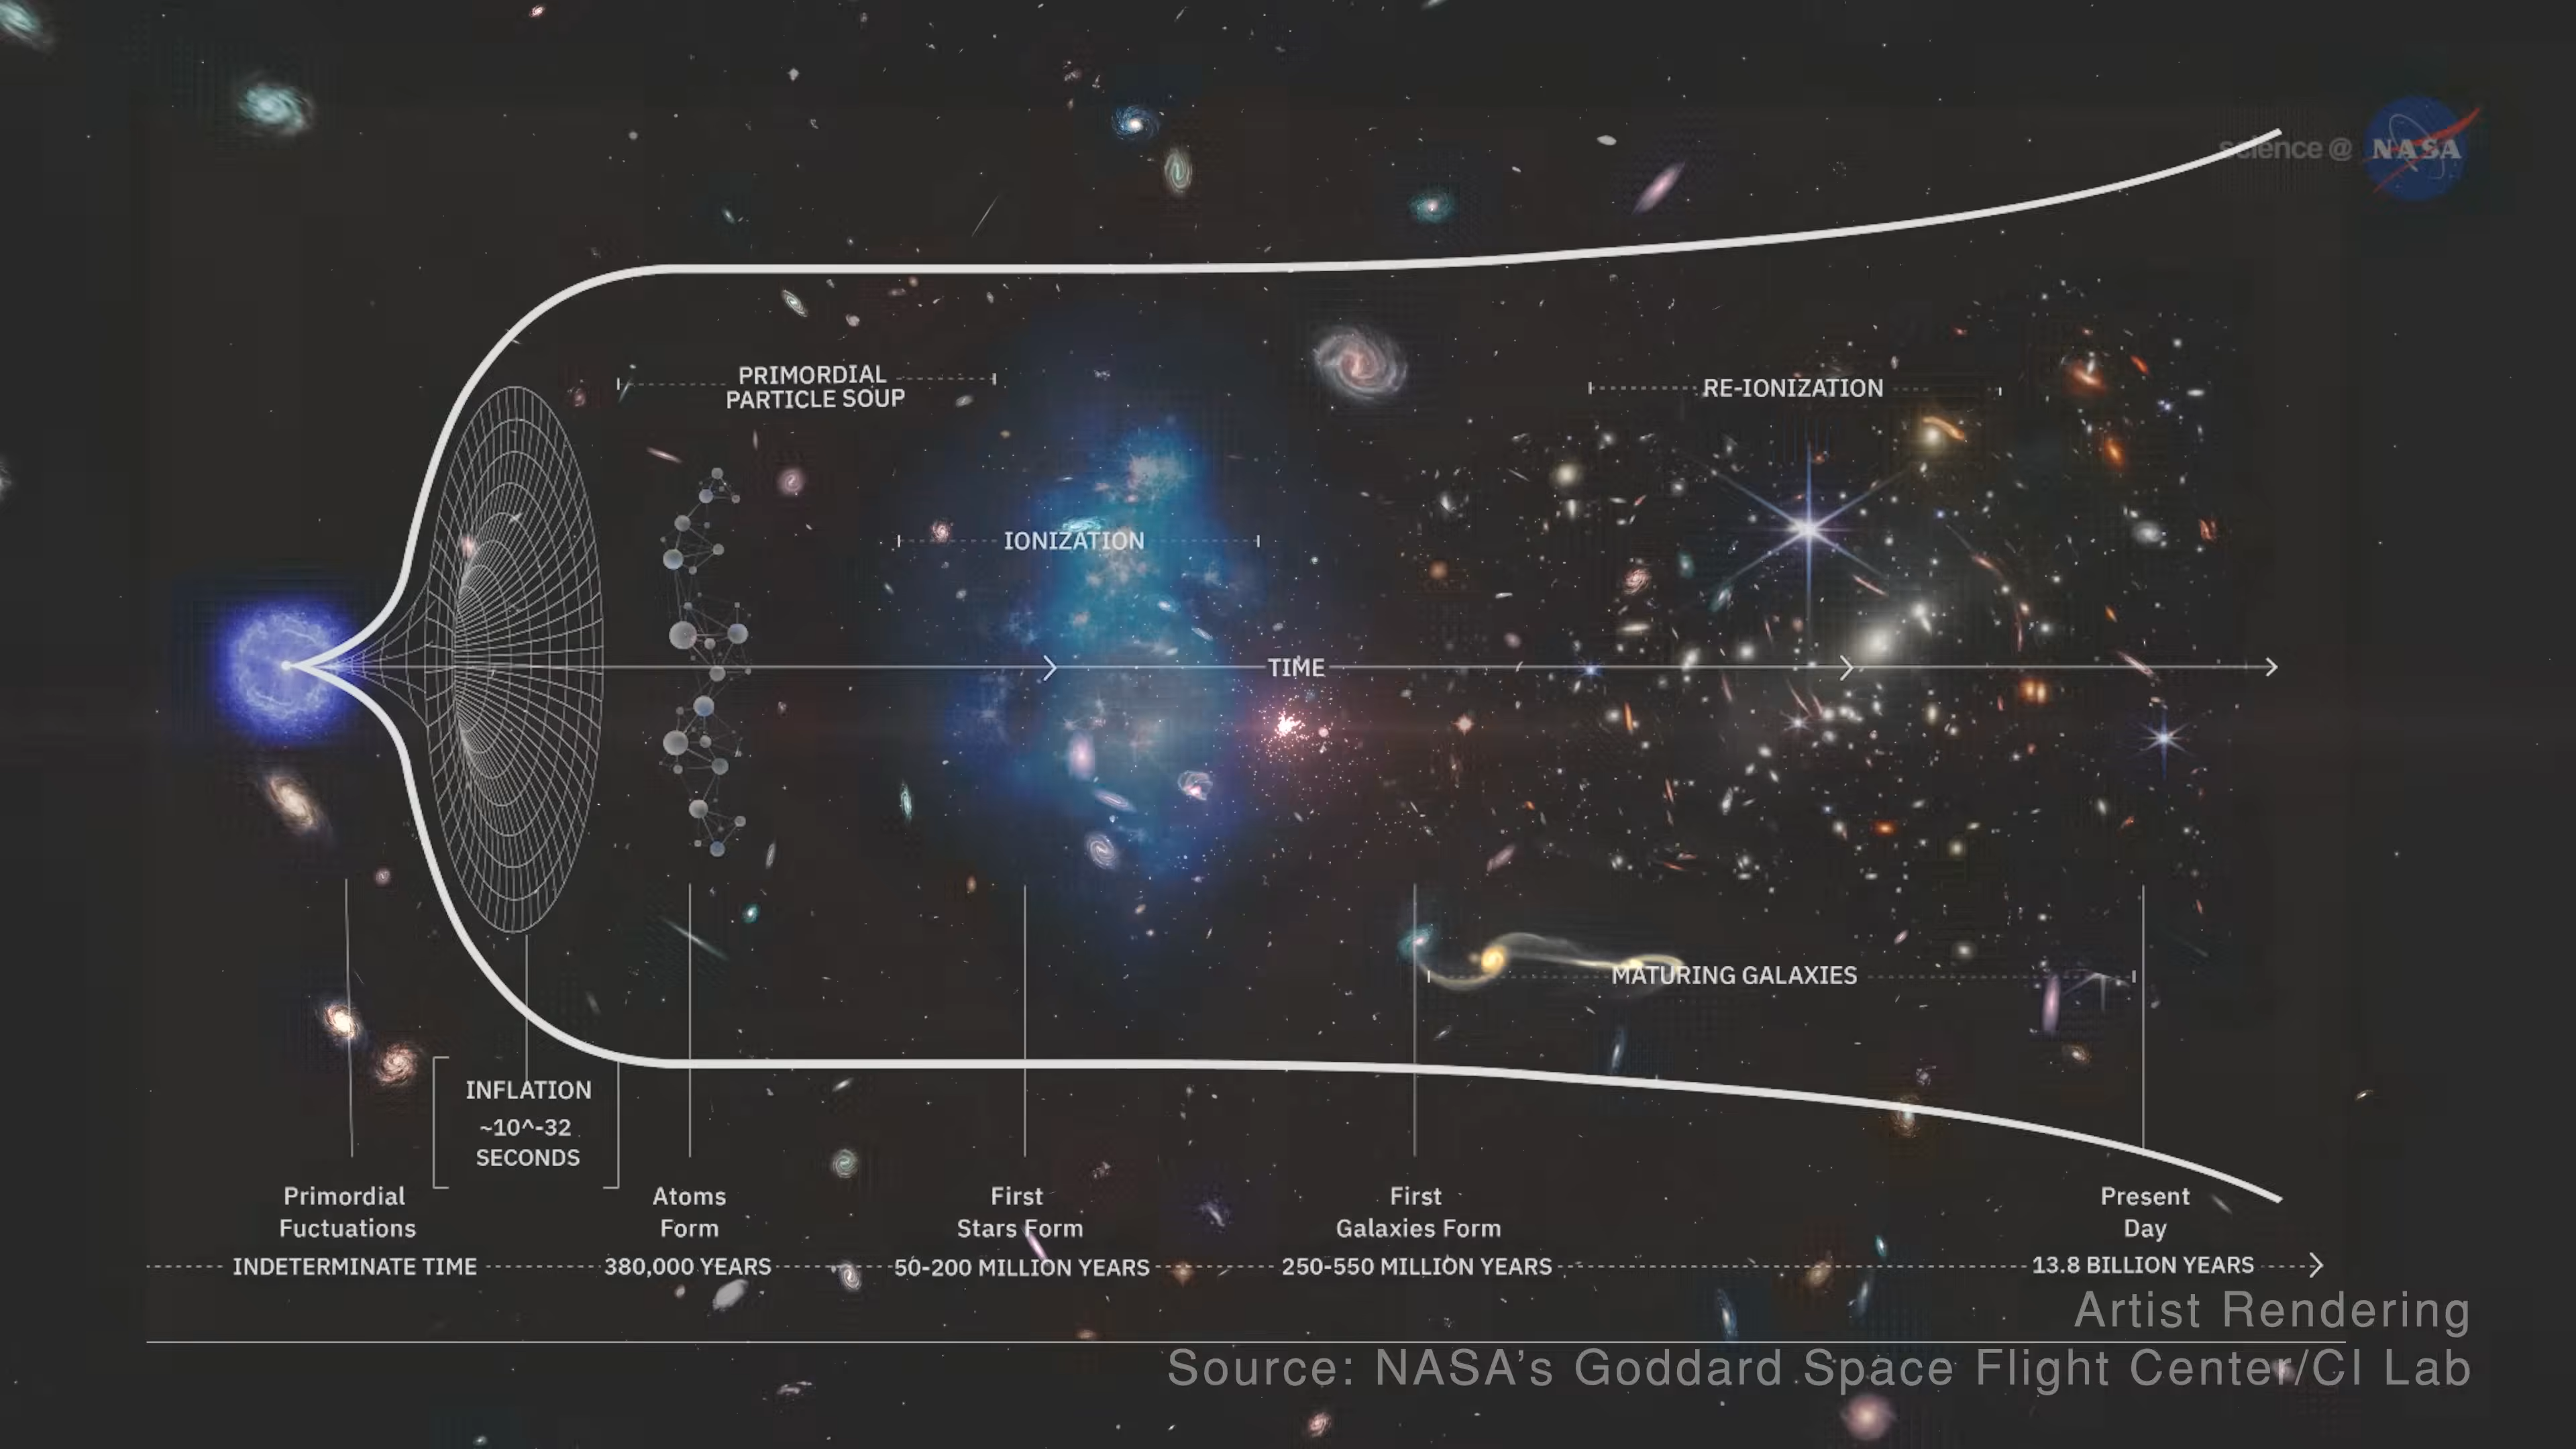 science @ NASA
PRIMORDIAL
PARTICLE SOUP
RE-IONIZATION
IONIZATION
TIME
MATURING GALAXIES
INFLATION
~10^-32
SECONDS
Primordial
Fuctuations
INDETERMINATE TIME
Atoms
Form
380,000 YEARS
First
Stars Form
50-200 MILLION YEARS
First
Galaxies Form
250-550 MILLION YEARS
Present
Day
13.8 BILLION YEARS
Artist Rendering
Source: NASA’s Goddard Space Flight Center/CI Lab